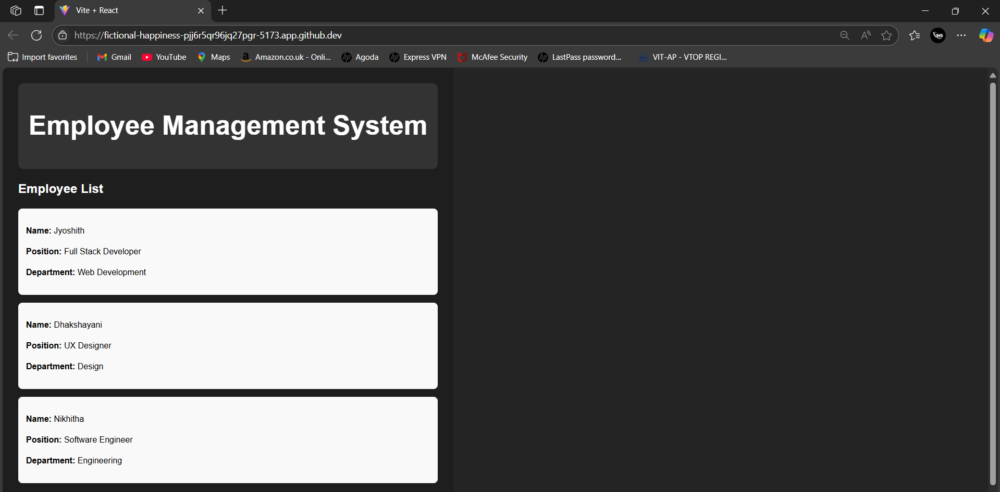 Vite + React
https://fictional-happiness-pjj6r5qr96jq27pgr-5173.app.github.dev
Import favorites Gmail YouTube Maps Amazon.co.uk - Onli... Agoda Express VPN McAfee Security LastPass password... VIT-AP - VTOP REGI...
Employee Management System
Employee List
Name: Jyoshith
Position: Full Stack Developer
Department: Web Development
Name: Dhakshayani
Position: UX Designer
Department: Design
Name: Nikhitha
Position: Software Engineer
Department: Engineering